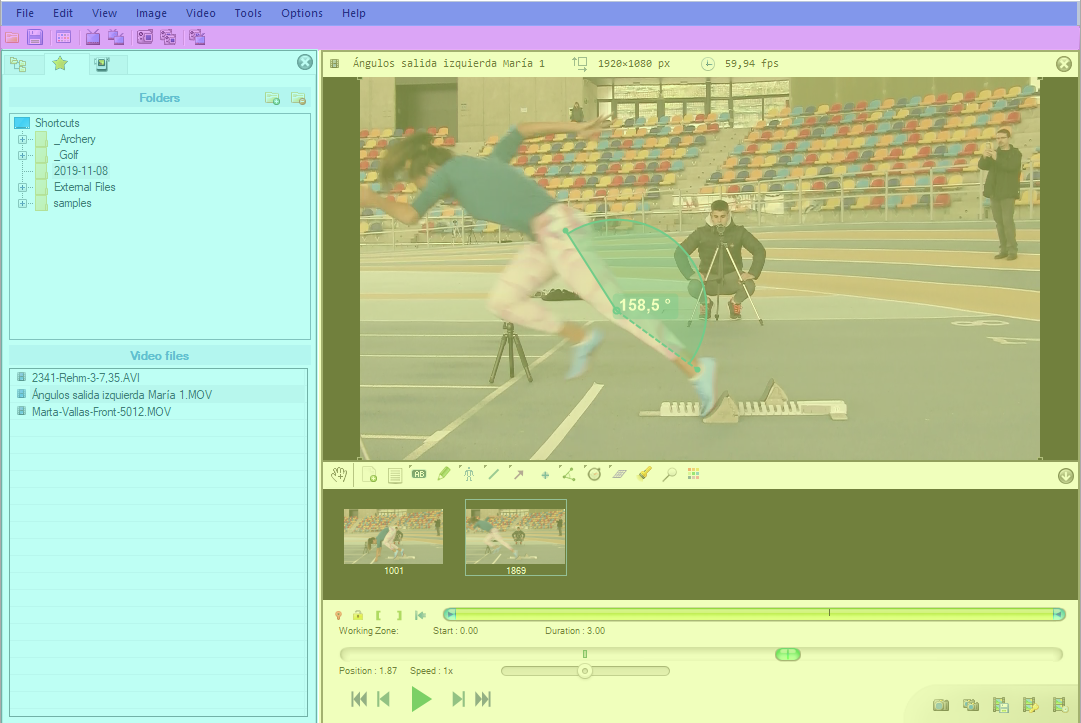 File Edit View Image Video Tools Options Help
Ángulos salida izquierda María 1 1920×1080 px 59,94 fps
Folders
Shortcuts
_Archery
_Golf
2019-11-08
External Files
samples
158,5 °
Video files
2341-Rehm-3-7,35.AVI
Ángulos salida izquierda María 1.MOV
Marta-Vallas-Front-5012.MOV
AB
1001 1869
Working Zone: Start : 0.00 Duration : 3.00
Position : 1.87 Speed : 1x